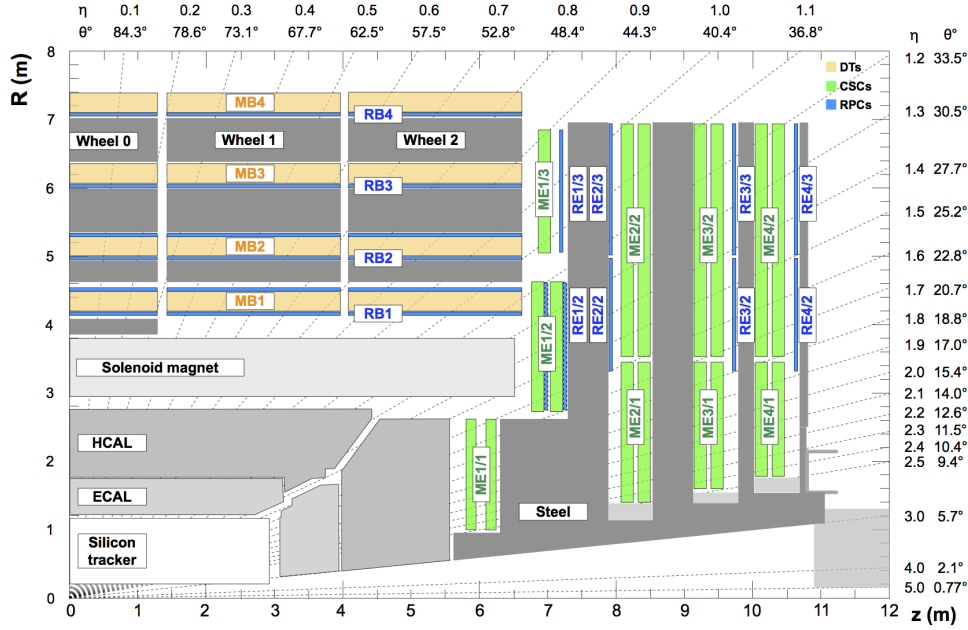 η 0.1 0.2 0.3 0.4 0.5 0.6 0.7 0.8 0.9 1.0 1.1
θ° 84.3° 78.6° 73.1° 67.7° 62.5° 57.5° 52.8° 48.4° 44.3° 40.4° 36.8° η θ°
R (m)
8
7
6
5
4
3
2
1
0
1.2 33.5°
1.3 30.5°
1.4 27.7°
1.5 25.2°
1.6 22.8°
1.7 20.7°
1.8 18.8°
1.9 17.0°
2.0 15.4°
2.1 14.0°
2.2 12.6°
2.3 11.5°
2.4 10.4°
2.5 9.4°
3.0 5.7°
4.0 2.1°
5.0 0.77°
DTs
CSCs
RPCs
MB4
RB4
Wheel 0
Wheel 1
Wheel 2
MB3
RB3
MB2
RB2
MB1
RB1
Solenoid magnet
HCAL
ECAL
Silicon
tracker
Steel
ME1/3
ME1/2
ME1/1
RE1/3
RE2/3
RE1/2
RE2/2
ME2/2
ME2/1
ME3/2
ME3/1
RE3/3
RE3/2
ME4/2
ME4/1
RE4/3
RE4/2
0 1 2 3 4 5 6 7 8 9 10 11 12
z (m)